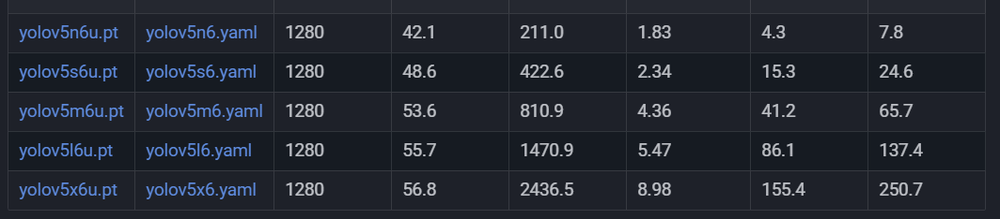 yolov5n6u.pt yolov5n6.yaml 1280 42.1 211.0 1.83 4.3 7.8
yolov5s6u.pt yolov5s6.yaml 1280 48.6 422.6 2.34 15.3 24.6
yolov5m6u.pt yolov5m6.yaml 1280 53.6 810.9 4.36 41.2 65.7
yolov5l6u.pt yolov5l6.yaml 1280 55.7 1470.9 5.47 86.1 137.4
yolov5x6u.pt yolov5x6.yaml 1280 56.8 2436.5 8.98 155.4 250.7